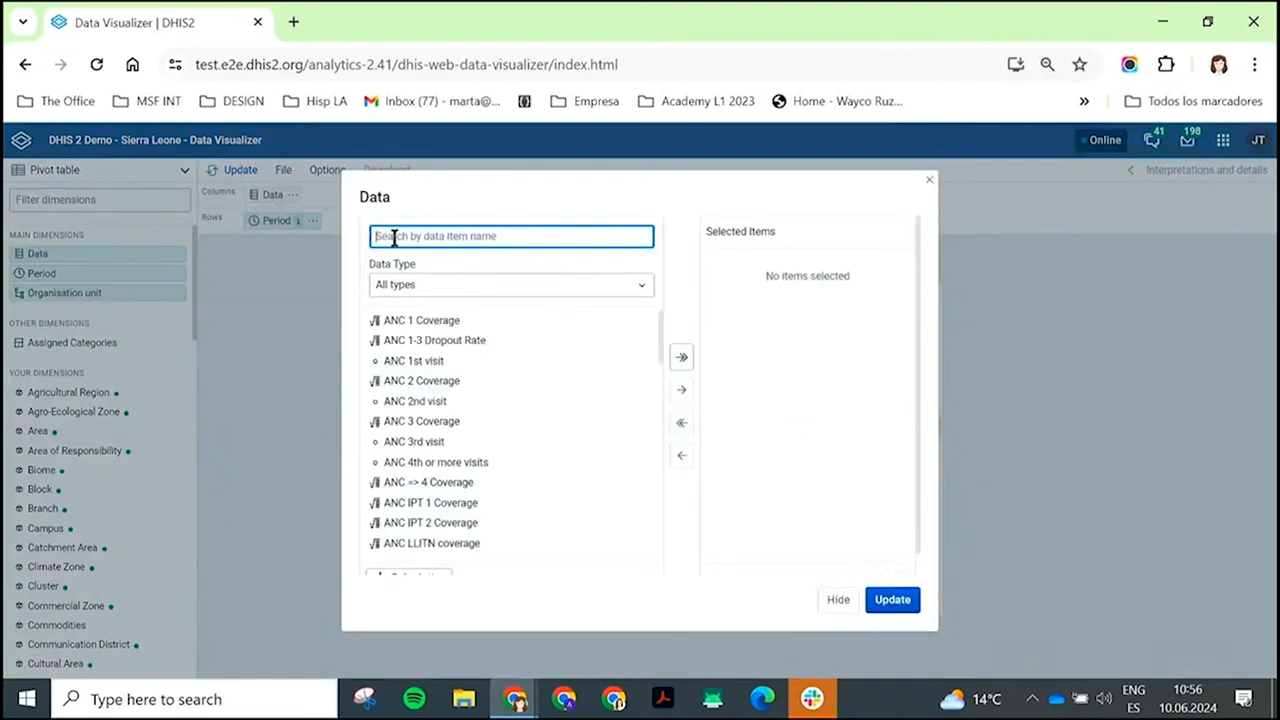 Data Visualizer | DHIS2
test.e2e.dhis2.org/analytics-2.41/dhis-web-data-visualizer/index.html
The Office
MSF INT
DESIGN
Hisp LA
Inbox (77) - marta@...
Empresa
Academy L1 2023
Home - Wayco Ruz...
Todos los marcadores
DHIS 2 Demo - Sierra Leone - Data Visualizer
Online
41
198
JT
Pivot table
Update
File
Options
Download
Interpretations and details
Filter dimensions
Columns
Data
Rows
Period 1
MAIN DIMENSIONS
Data
Period
Organisation unit
OTHER DIMENSIONS
Assigned Categories
YOUR DIMENSIONS
Agricultural Region
Agro-Ecological Zone
Area
Area of Responsibility
Biome
Block
Branch
Campus
Catchment Area
Climate Zone
Cluster
Commercial Zone
Commodities
Communication District
Cultural Area
Data
Search by data item name
Data Type
All types
ANC 1 Coverage
ANC 1-3 Dropout Rate
ANC 1st visit
ANC 2 Coverage
ANC 2nd visit
ANC 3 Coverage
ANC 3rd visit
ANC 4th or more visits
ANC => 4 Coverage
ANC IPT 1 Coverage
ANC IPT 2 Coverage
ANC LLITN coverage
Selected Items
No items selected
Hide
Update
Type here to search
14°C
ENG
ES
10:56
10.06.2024